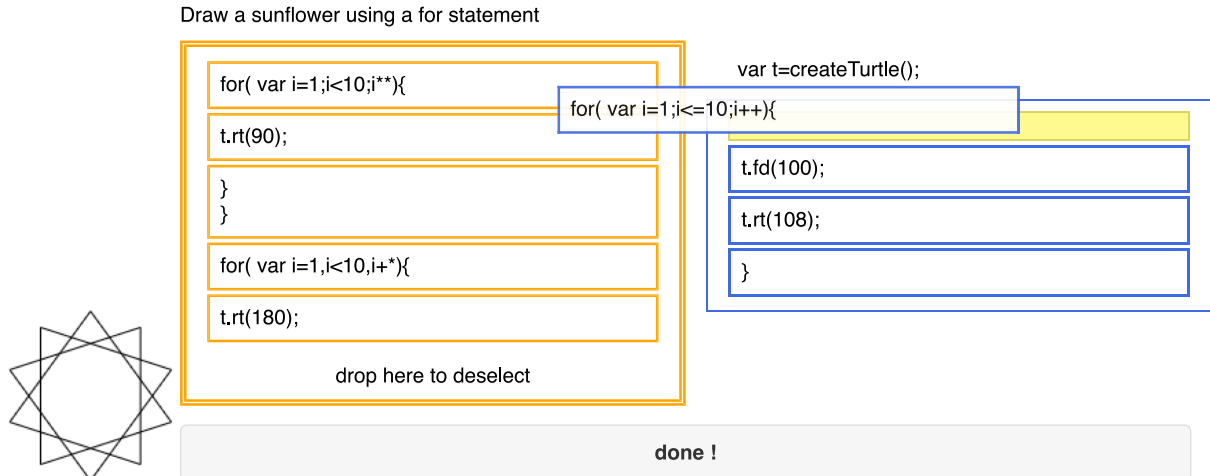 Draw a sunflower using a for statement
for( var i=1;i<10;i**){
t.rt(90);
}
}
for( var i=1,i<10,i+*){
t.rt(180);
drop here to deselect
var t=createTurtle();
for( var i=1;i<=10;i++){
t.fd(100);
t.rt(108);
}
done !